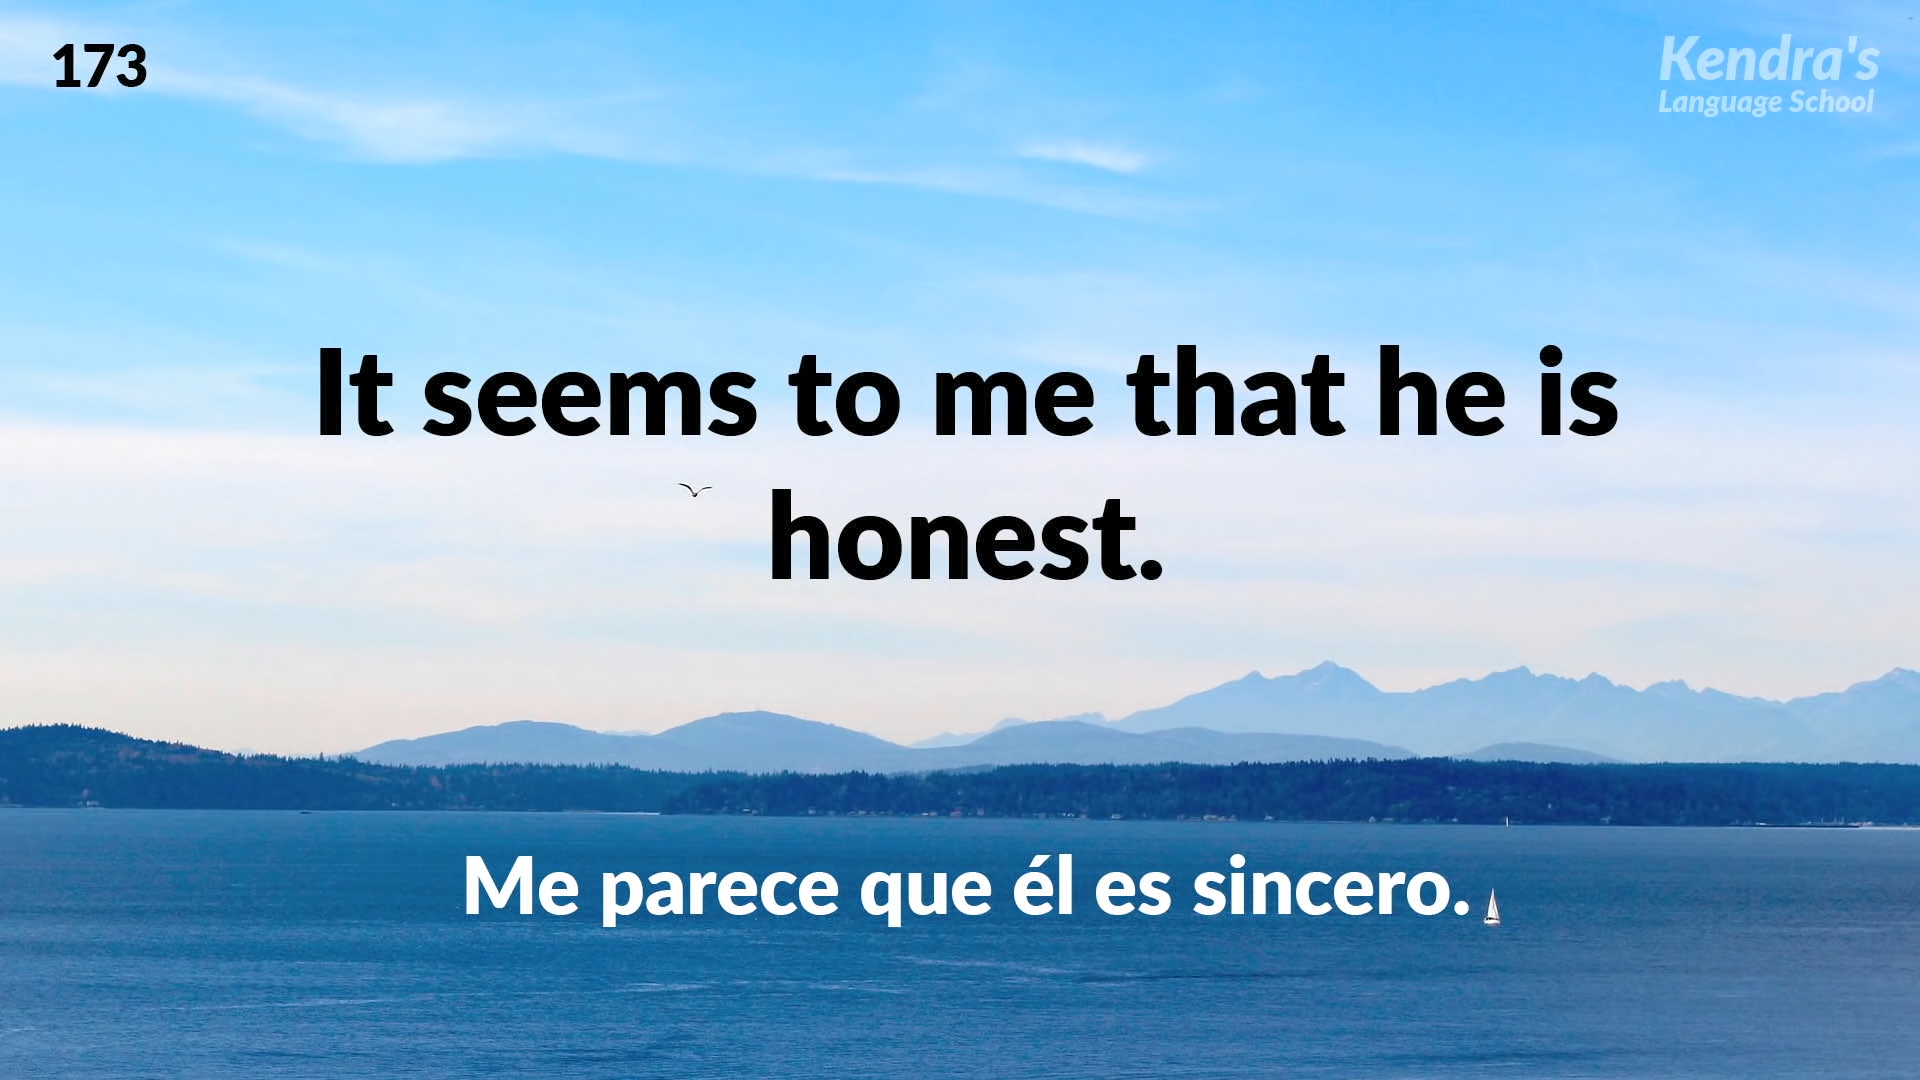 173
Kendra's
Language School
It seems to me that he is
honest.
Me parece que él es sincero.